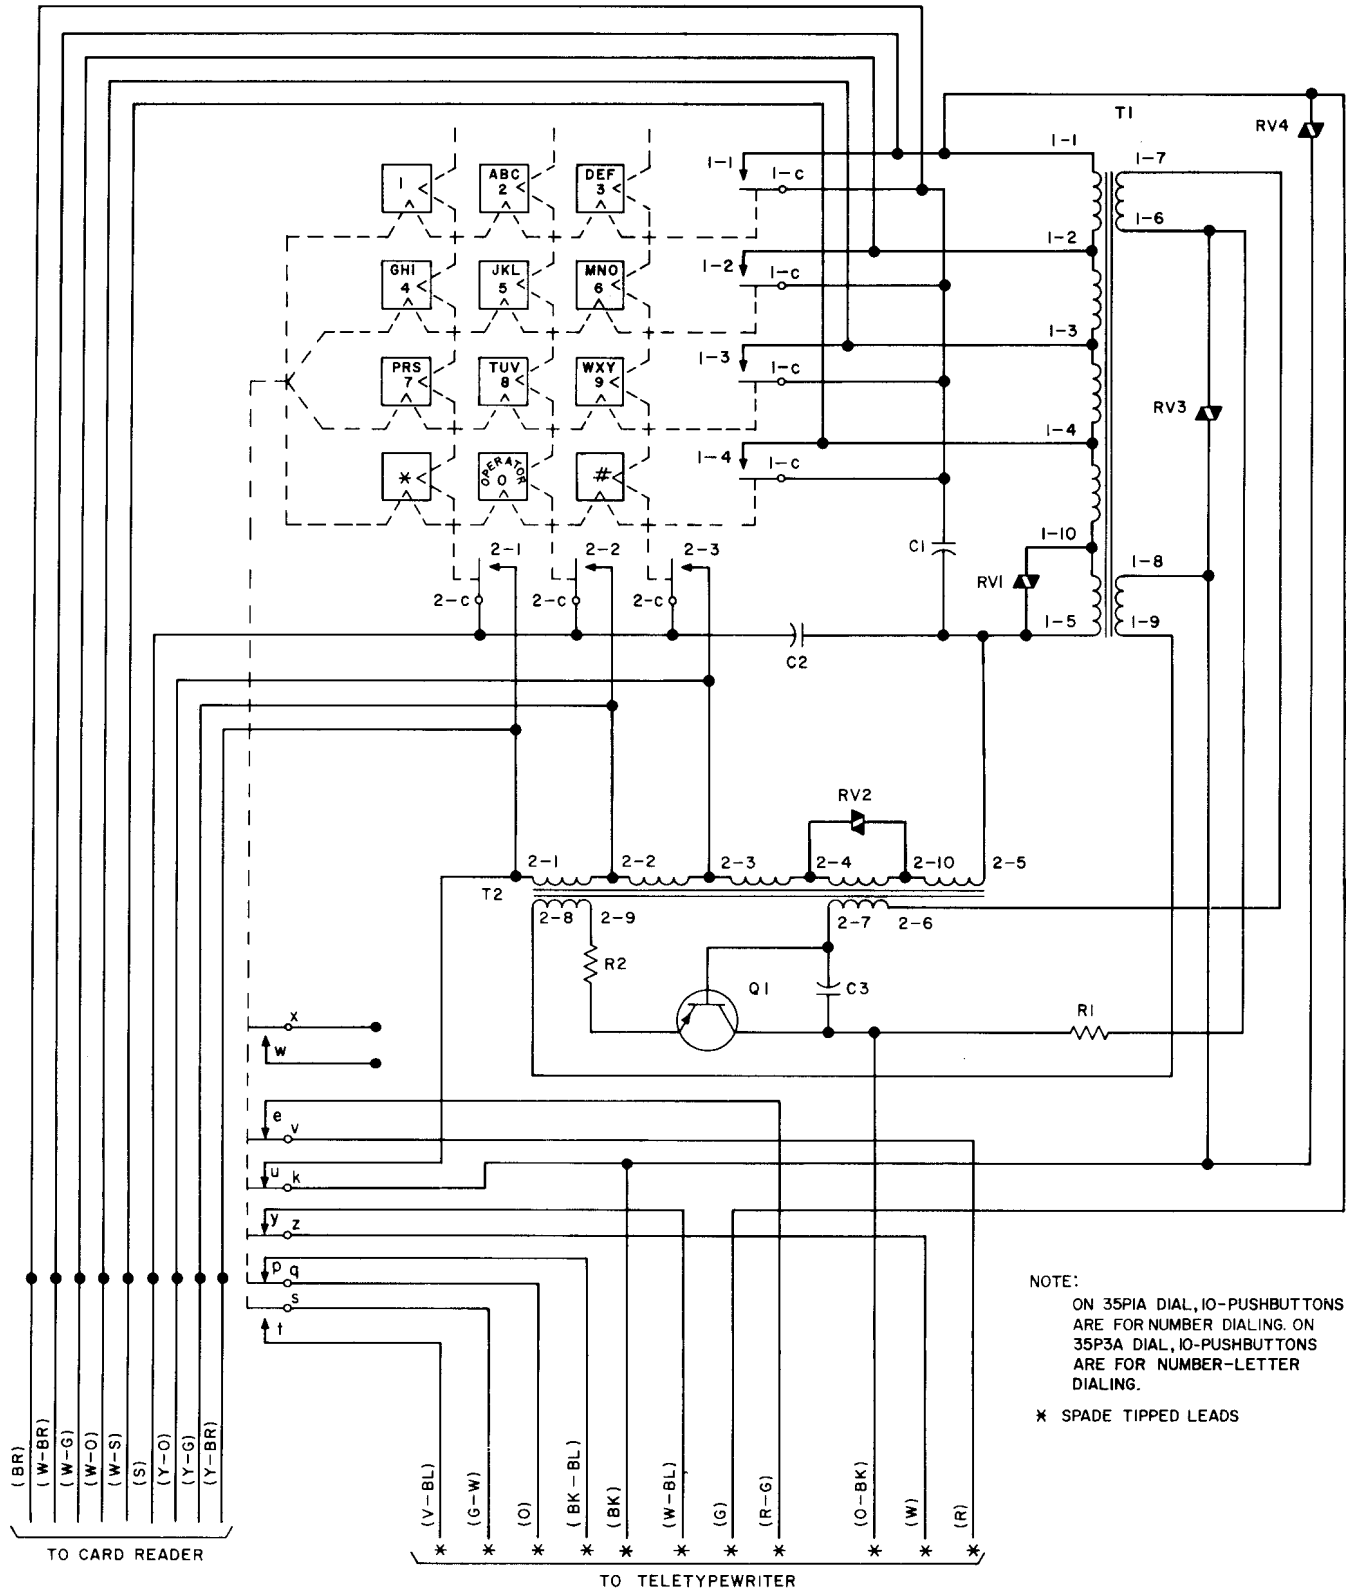 T1
RV4
1-1
1-7
1
ABC
2
DEF
3
1-1
1-C
1-6
1-2
GHI
4
JKL
5
MNO
6
1-2
1-C
1-3
PRS
7
TUV
8
WXY
9
1-3
1-C
RV3
1-4
*
OPERATOR
0
#
1-4
1-C
C1
1-10
2-1
2-2
2-3
RV1
1-8
2-C
2-C
2-C
1-5
1-9
C2
RV2
T2
2-1
2-2
2-3
2-4
2-10
2-5
2-8
2-9
2-7
2-6
R2
Q1
C3
R1
x
w
e
v
u
k
y
z
p
q
s
t
NOTE:
ON 35P1A DIAL, 10-PUSHBUTTONS
ARE FOR NUMBER DIALING. ON
35P3A DIAL, 10-PUSHBUTTONS
ARE FOR NUMBER-LETTER
DIALING.
* SPADE TIPPED LEADS
(BR)
(W-BR)
(W-G)
(W-O)
(W-S)
(S)
(Y-O)
(Y-G)
(Y-BR)
(V-BL)
(G-W)
(O)
(BK-BL)
(BK)
(W-BL)
(G)
(R-G)
(O-BK)
(W)
(R)
* * * * * * * * * * *
TO CARD READER
TO TELETYPEWRITER